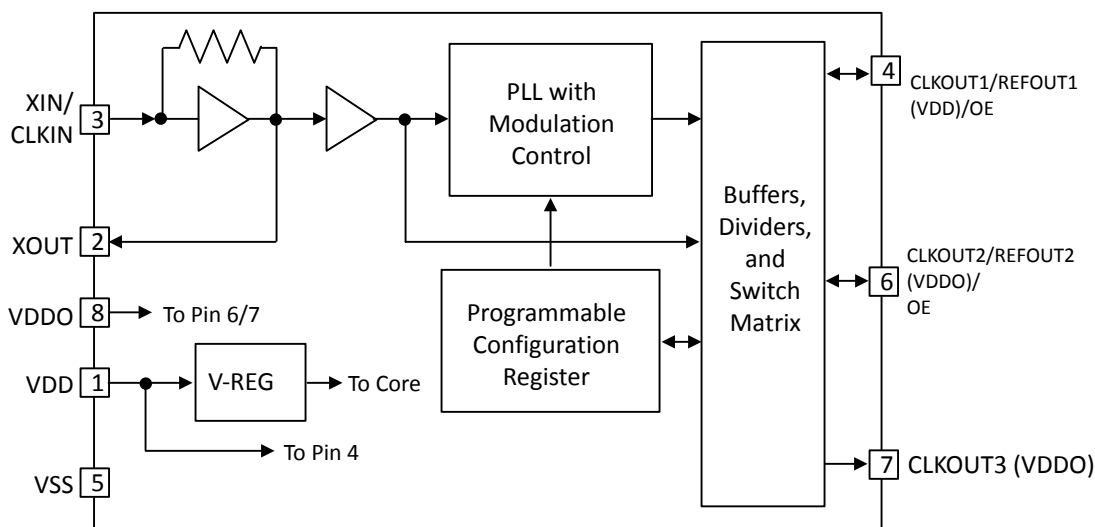 XIN/
CLKIN
3
XOUT
2
VDDO
8
To Pin 6/7
VDD
1
V-REG
To Core
To Pin 4
VSS
5
PLL with
Modulation
Control
Programmable
Configuration
Register
Buffers,
Dividers,
and
Switch
Matrix
4
CLKOUT1/REFOUT1
(VDD)/OE
6
CLKOUT2/REFOUT2
(VDDO)/
OE
7
CLKOUT3 (VDDO)